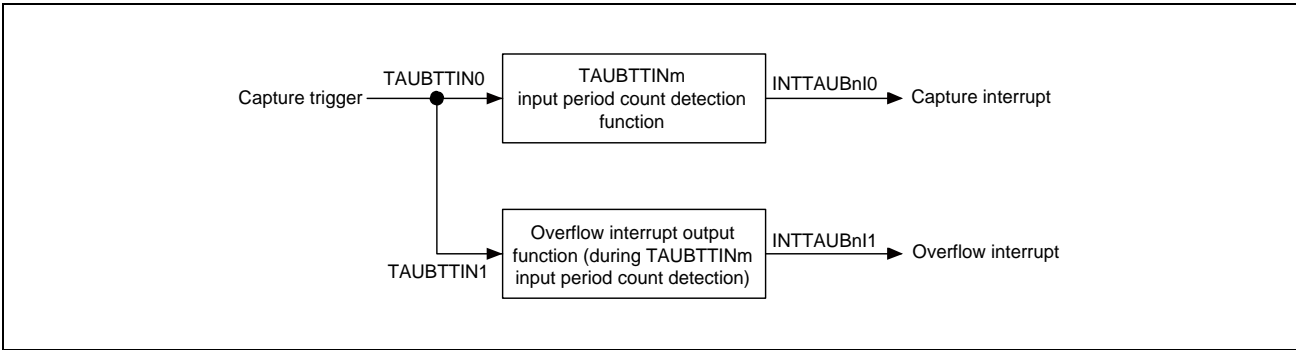 TAUBTTIN0
Capture trigger
TAUBTTINm
input period count detection
function
INTTAUBnI0
Capture interrupt
TAUBTTIN1
Overflow interrupt output
function (during TAUBTTINm
input period count detection)
INTTAUBnI1
Overflow interrupt